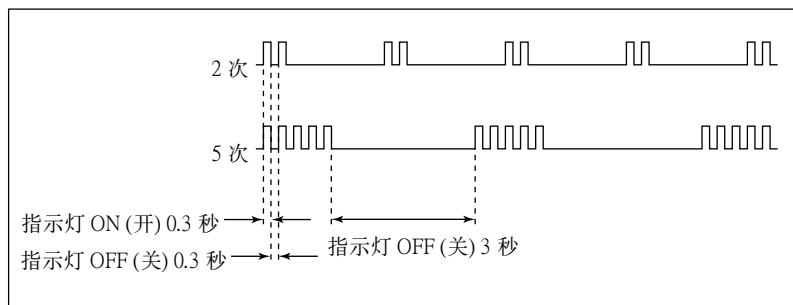 2 次
5 次
指示灯 ON (开) 0.3 秒
指示灯 OFF (关) 3 秒
指示灯 OFF (关) 0.3 秒